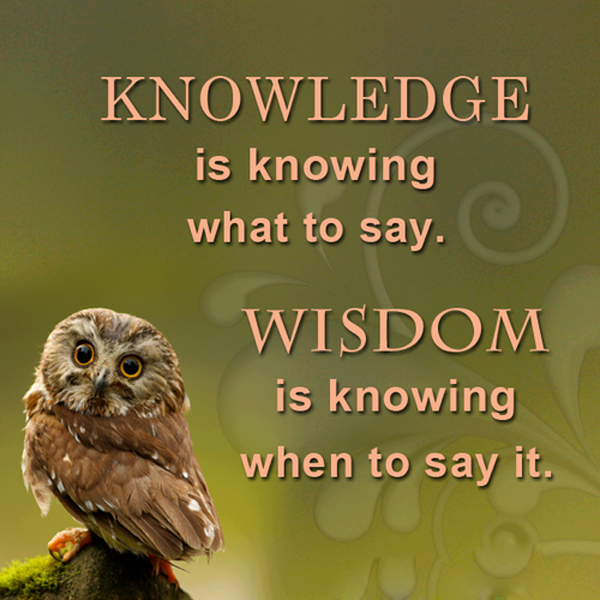 KNOWLEDGE
is knowing
what to say.
WISDOM
is knowing
when to say it.